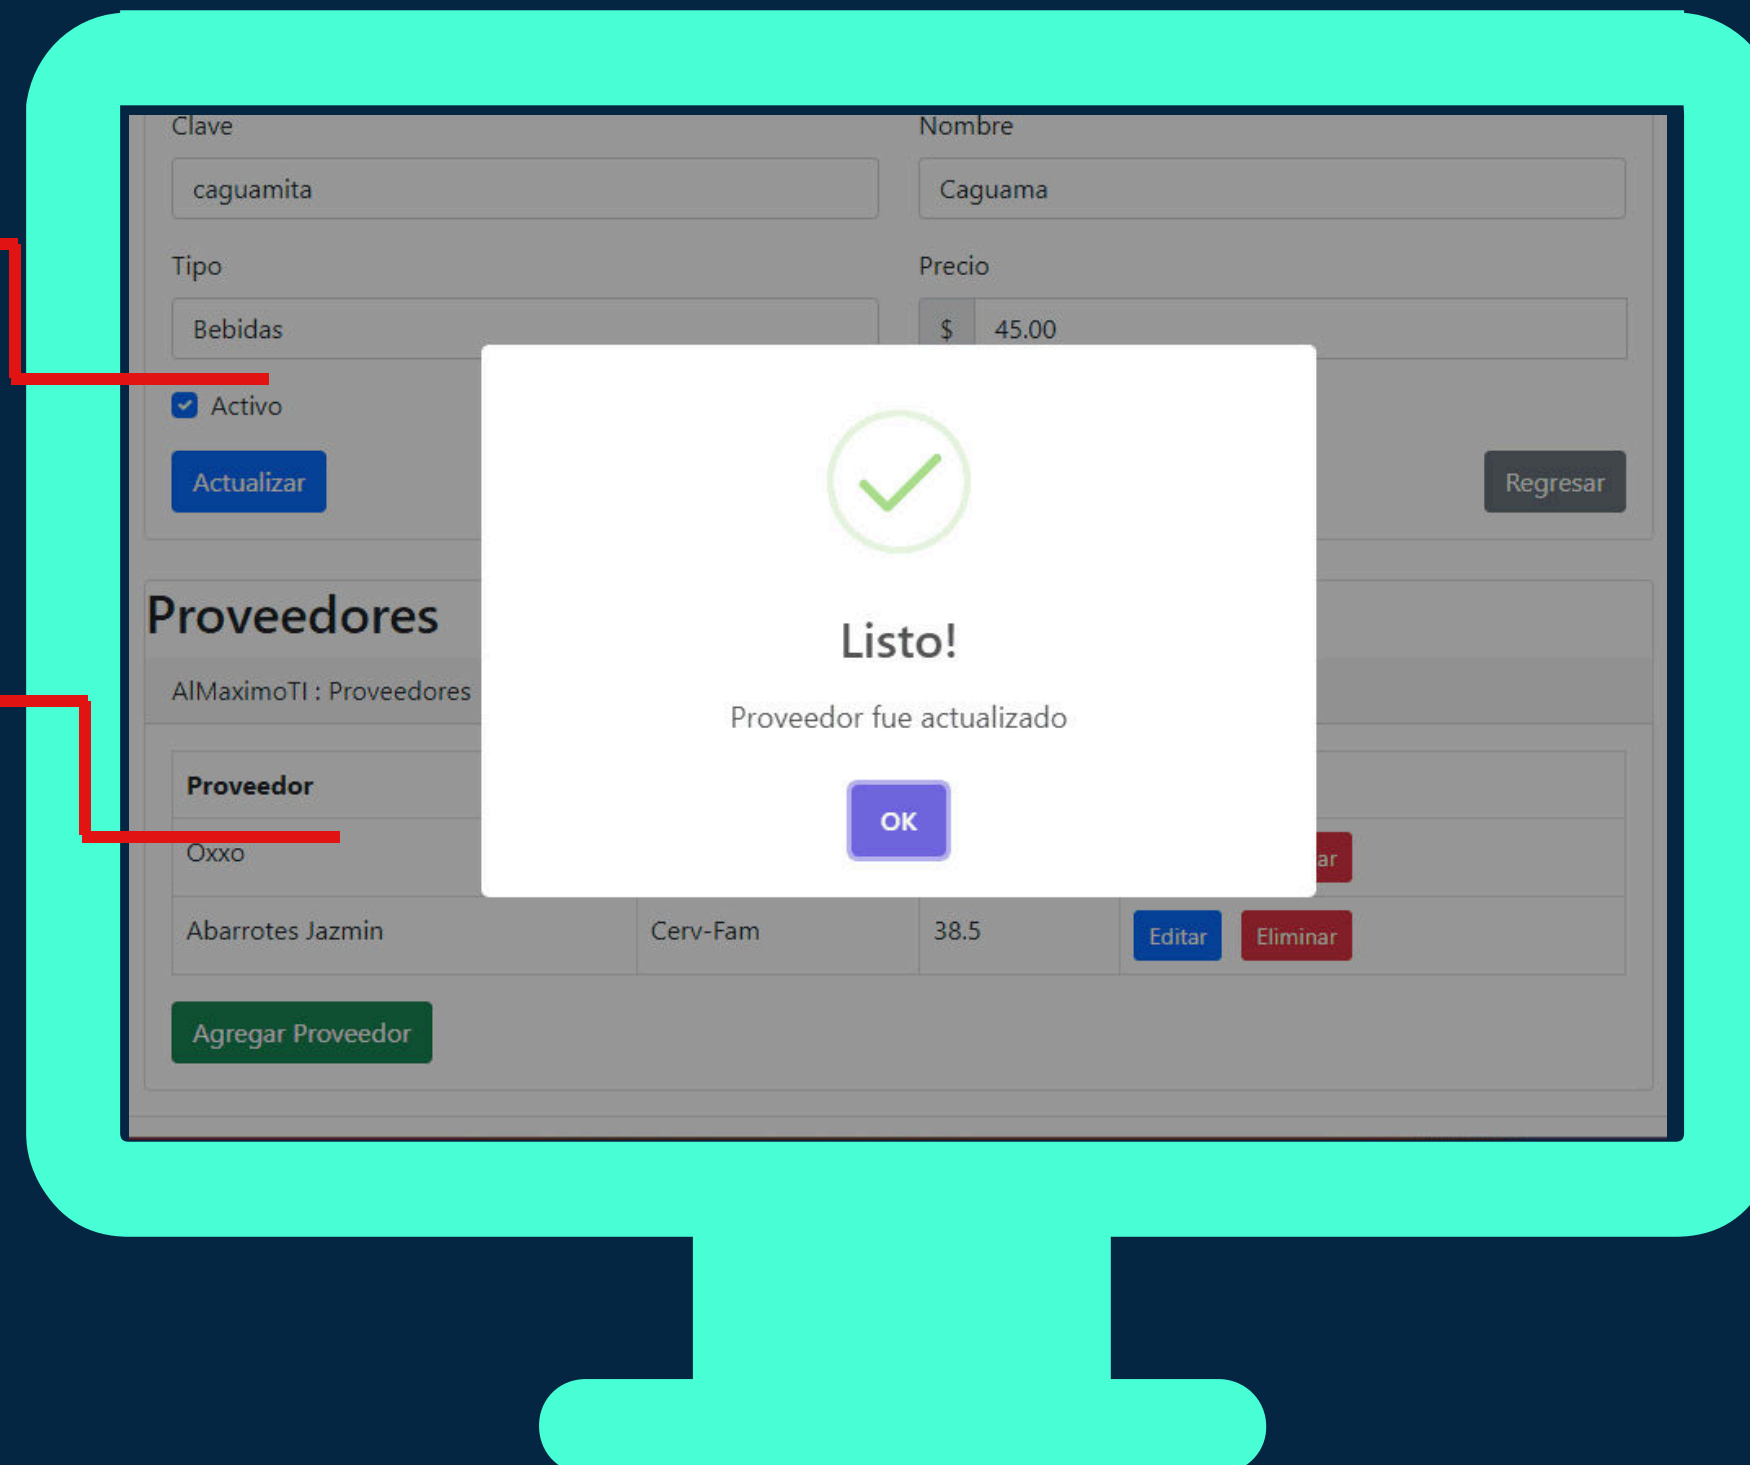 Clave Nombre
caguamita Caguama
Tipo Precio
Bebidas $ 45.00
Activo
Actualizar Regresar
Listo!
Proveedor fue actualizado
OK
Proveedores
AlMaximoTI : Proveedores
Proveedor
Oxxo ar
Abarrotes Jazmin Cerv-Fam 38.5 Editar Eliminar
Agregar Proveedor